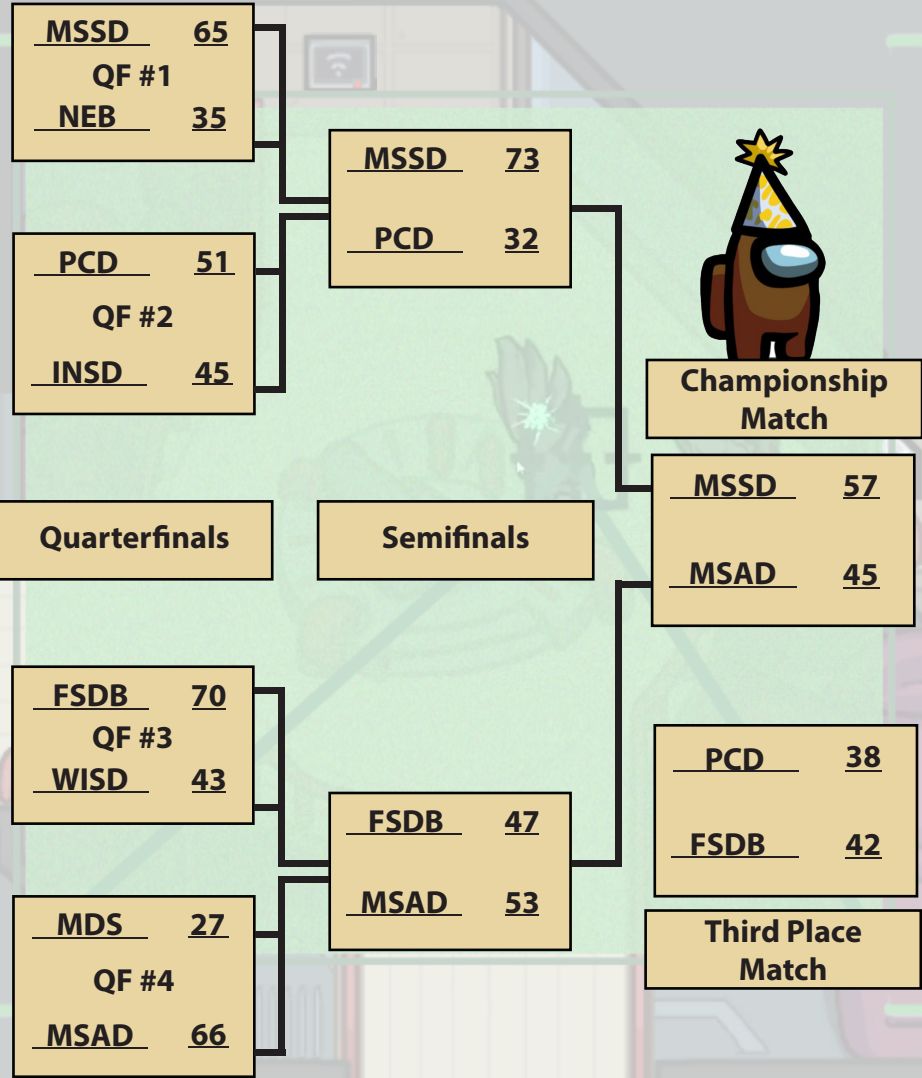 MSSD 65
QF #1
NEB 35
PCD 51
QF #2
INSD 45
MSSD 73
PCD 32
Championship
Match
MSSD 57
MSAD 45
Quarterfinals
Semifinals
FSDB 70
QF #3
WISD 43
MDS 27
QF #4
MSAD 66
FSDB 47
MSAD 53
PCD 38
FSDB 42
Third Place
Match